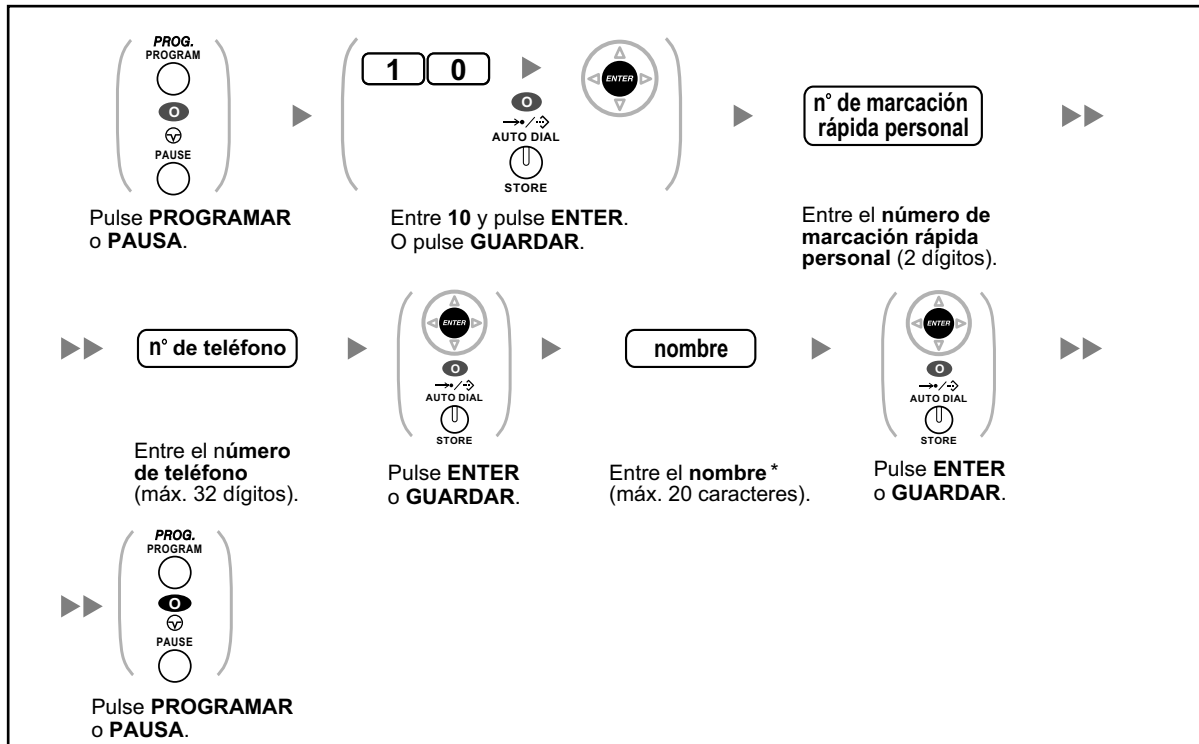 PROG.
PROGRAM
O
PAUSE
Pulse PROGRAMAR
o PAUSA.
1 0
ENTER
O
AUTO DIAL
STORE
Entre 10 y pulse ENTER.
O pulse GUARDAR.
n° de marcación
rápida personal
Entre el número de
marcación rápida
personal (2 dígitos).
n° de teléfono
Entre el número
de teléfono
(máx. 32 dígitos).
ENTER
O
AUTO DIAL
STORE
Pulse ENTER
o GUARDAR.
nombre
Entre el nombre *
(máx. 20 caracteres).
ENTER
O
AUTO DIAL
STORE
Pulse ENTER
o GUARDAR.
PROG.
PROGRAM
O
PAUSE
Pulse PROGRAMAR
o PAUSA.